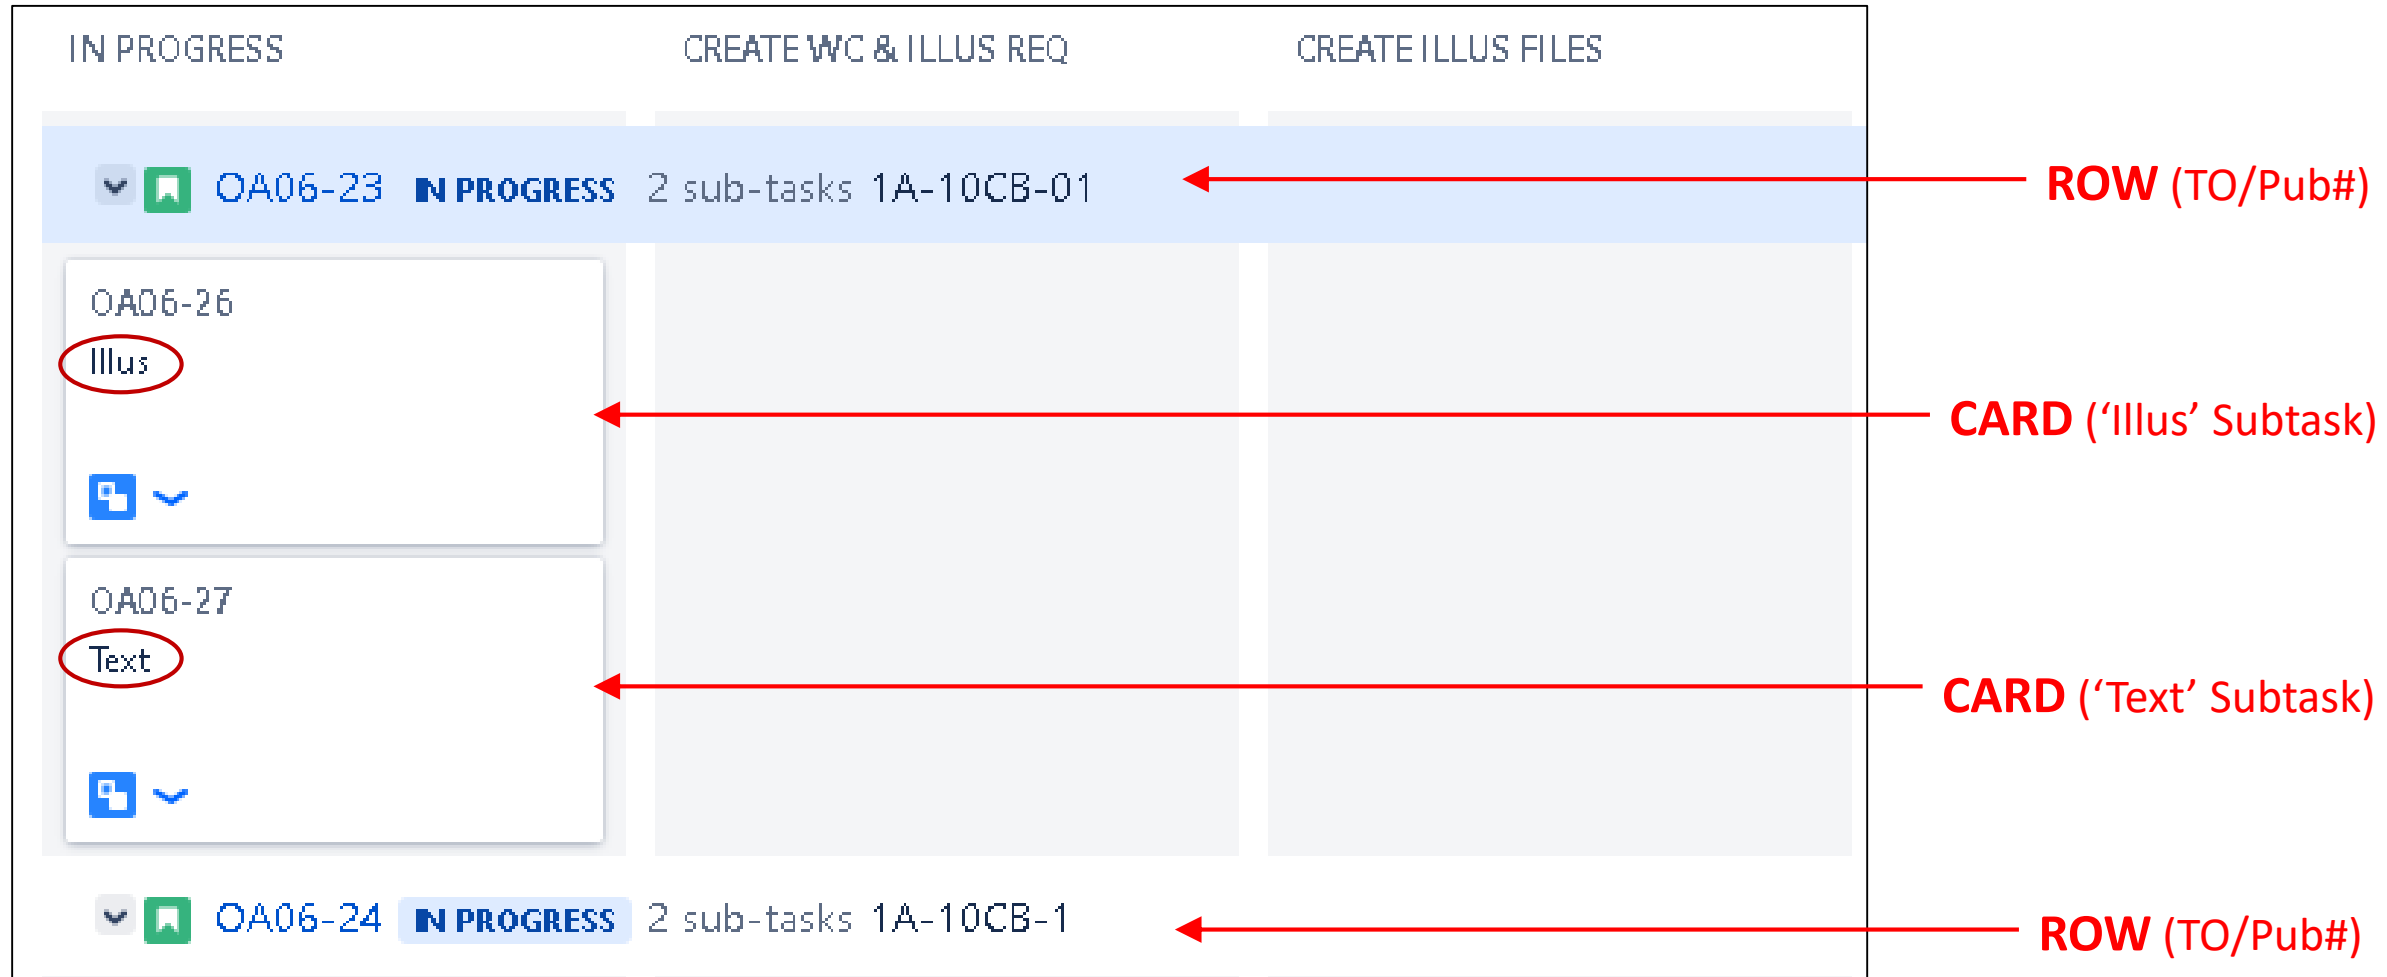 IN PROGRESS CREATE WC & ILLUS REQ CREATE ILLUS FILES
OA06-23 IN PROGRESS 2 sub-tasks 1A-10CB-01 ROW (TO/Pub#)
OA06-26
Illus
CARD (‘Illus’ Subtask)
OA06-27
Text
CARD (‘Text’ Subtask)
OA06-24 IN PROGRESS 2 sub-tasks 1A-10CB-1 ROW (TO/Pub#)